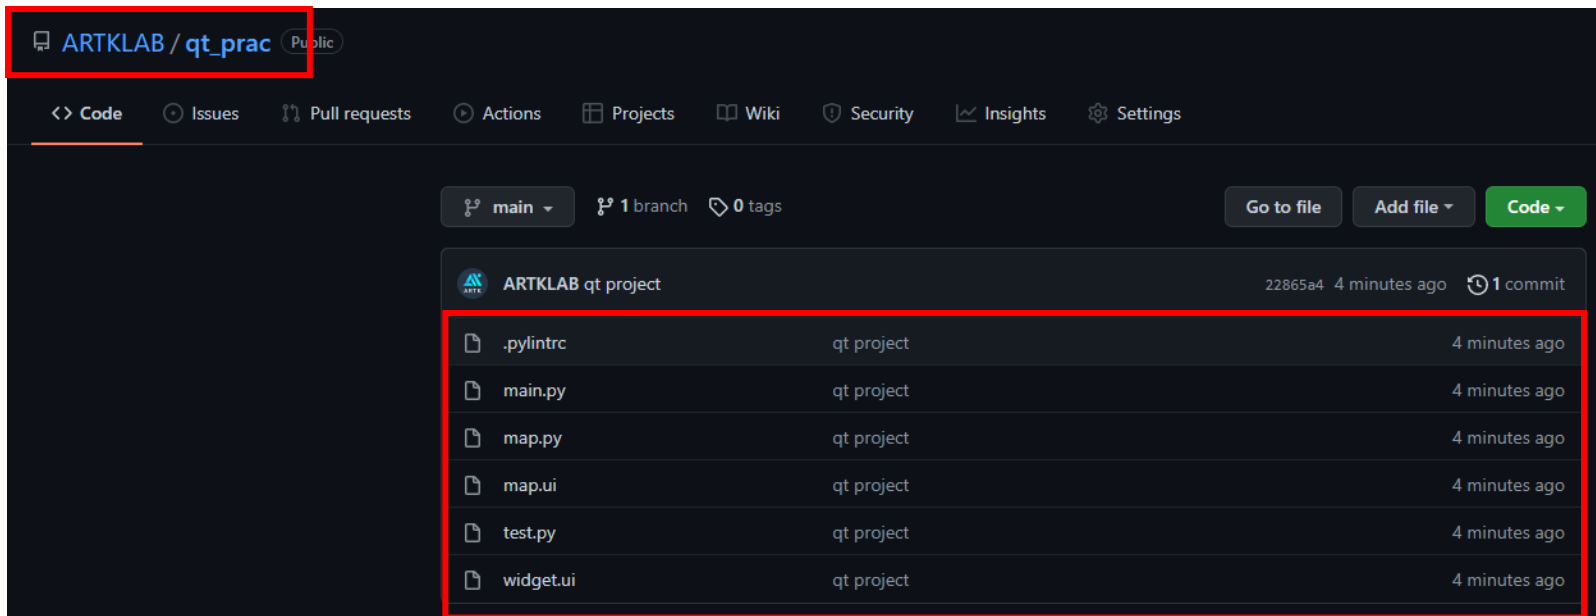 ARTKLAB / qt_prac Public
Code Issues Pull requests Actions Projects Wiki Security Insights Settings
main 1 branch 0 tags Go to file Add file Code
ARTK ARTKLAB qt project 22865a4 4 minutes ago 1 commit
.pylintrc qt project 4 minutes ago
main.py qt project 4 minutes ago
map.py qt project 4 minutes ago
map.ui qt project 4 minutes ago
test.py qt project 4 minutes ago
widget.ui qt project 4 minutes ago